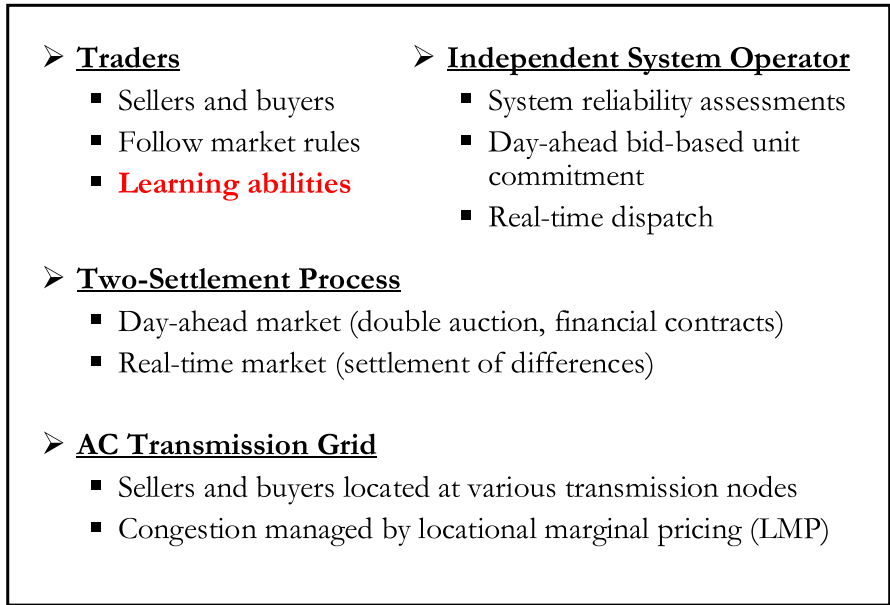 ➢ Traders
▪ Sellers and buyers
▪ Follow market rules
▪ Learning abilities
➢ Independent System Operator
▪ System reliability assessments
▪ Day-ahead bid-based unit
commitment
▪ Real-time dispatch
➢ Two-Settlement Process
▪ Day-ahead market (double auction, financial contracts)
▪ Real-time market (settlement of differences)
➢ AC Transmission Grid
▪ Sellers and buyers located at various transmission nodes
▪ Congestion managed by locational marginal pricing (LMP)